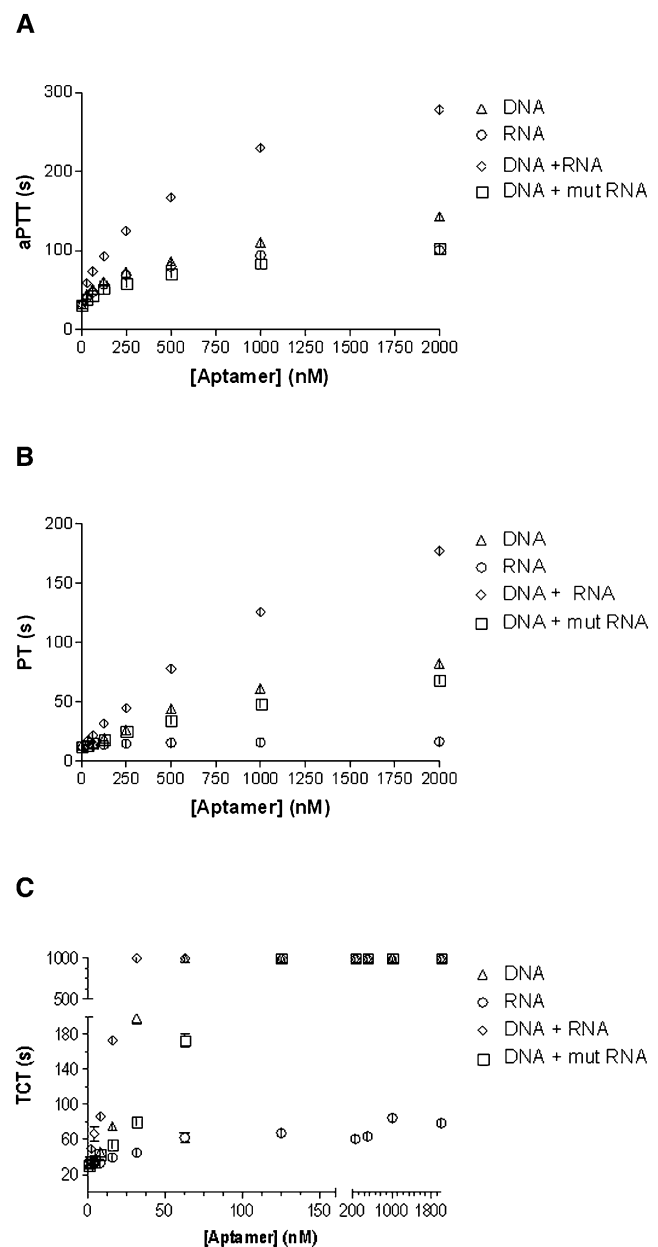 A
300
200
100
0
aPTT (s)
0 250 500 750 1000 1250 1500 1750 2000
[Aptamer] (nM)
DNA
RNA
DNA +RNA
DNA + mut RNA
B
200
150
100
50
0
PT (s)
0 250 500 750 1000 1250 1500 1750 2000
[Aptamer] (nM)
DNA
RNA
DNA + RNA
DNA + mut RNA
C
1000
500
180
140
100
60
20
TCT (s)
0 50 100 150 200 1000 1800
[Aptamer] (nM)
DNA
RNA
DNA + RNA
DNA + mut RNA